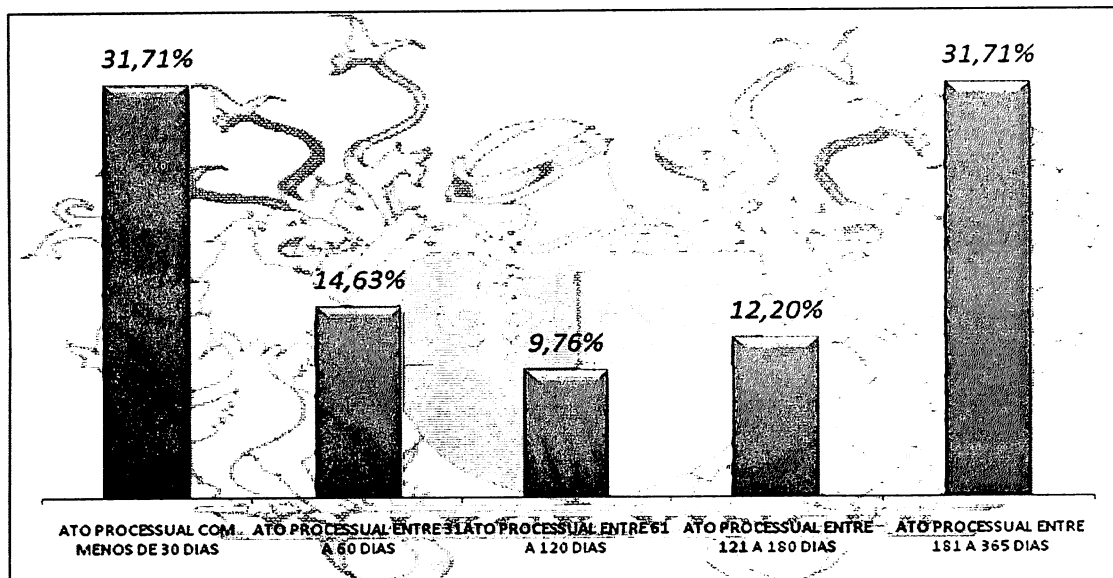 31,71%
14,63%
9,76%
12,20%
31,71%
ATO PROCESSUAL COM
MENOS DE 30 DIAS
ATO PROCESSUAL ENTRE 31
A 60 DIAS
ATO PROCESSUAL ENTRE 61
A 120 DIAS
ATO PROCESSUAL ENTRE
121 A 180 DIAS
ATO PROCESSUAL ENTRE
181 A 365 DIAS